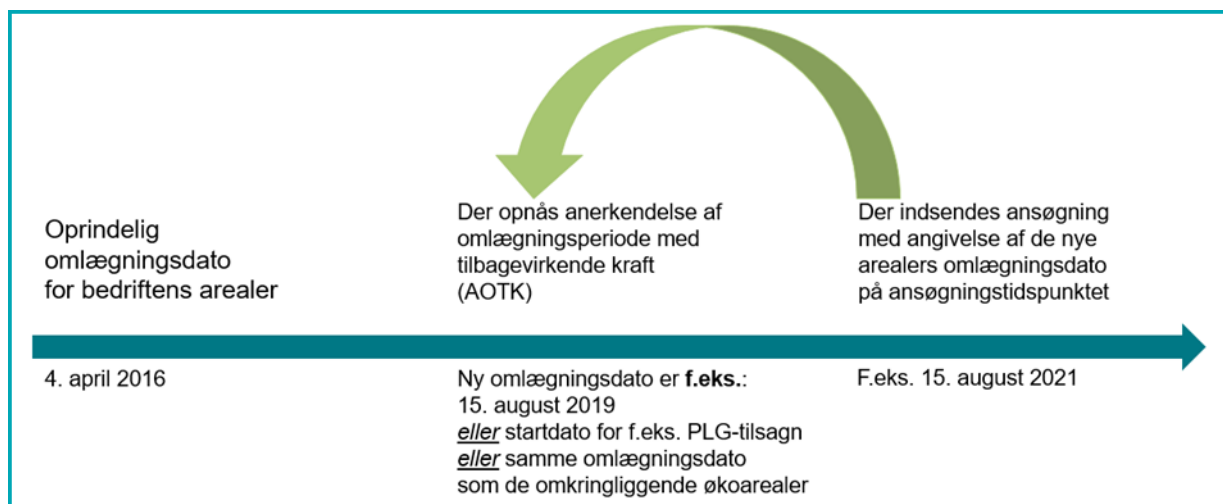 Oprindelig
omlægningsdato
for bedriftens arealer
Der opnås anerkendelse af
omlægningsperiode med
tilbagevirkende kraft
(AOTK)
Der indsendes ansøgning
med angivelse af de nye
arealers omlægningsdato
på ansøgningstidspunktet
4. april 2016
Ny omlægningsdato er f.eks.:
15. august 2019
eller startdato for f.eks. PLG-tilsagn
eller samme omlægningsdato
som de omkringliggende økoarealer
F.eks. 15. august 2021